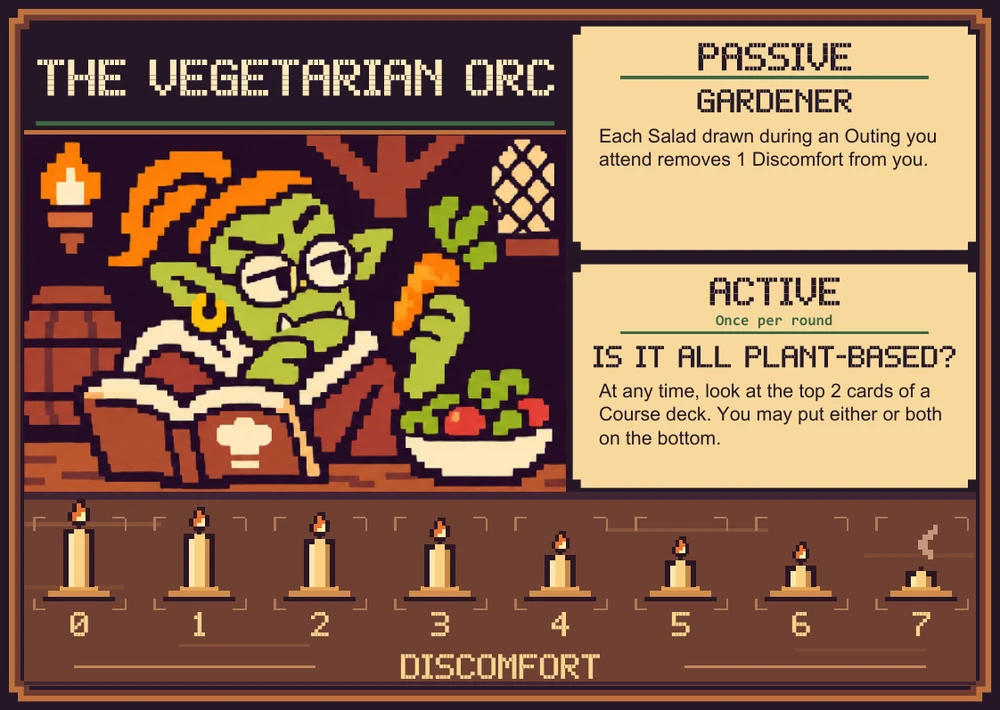 THE VEGETARIAN ORC
PASSIVE
GARDENER
Each Salad drawn during an Outing you
attend removes 1 Discomfort from you.
ACTIVE
Once per round
IS IT ALL PLANT-BASED?
At any time, look at the top 2 cards of a
Course deck. You may put either or both
on the bottom.
0 1 2 3 4 5 6 7
DISCOMFORT